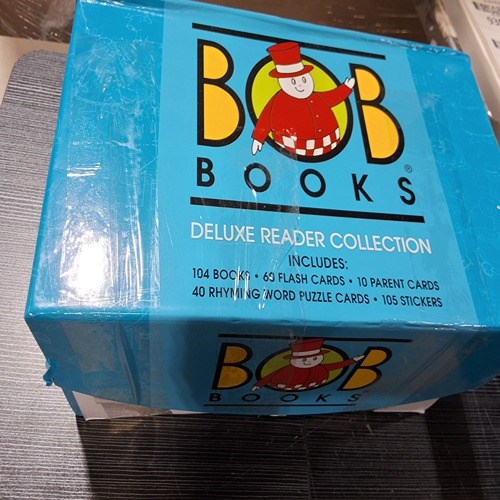 BOB
BOOKS®
DELUXE READER COLLECTION
INCLUDES:
104 BOOKS • 65 FLASH CARDS • 10 PARENT CARDS
40 RHYMING WORD PUZZLE CARDS • 105 STICKERS
BOB
BOOKS